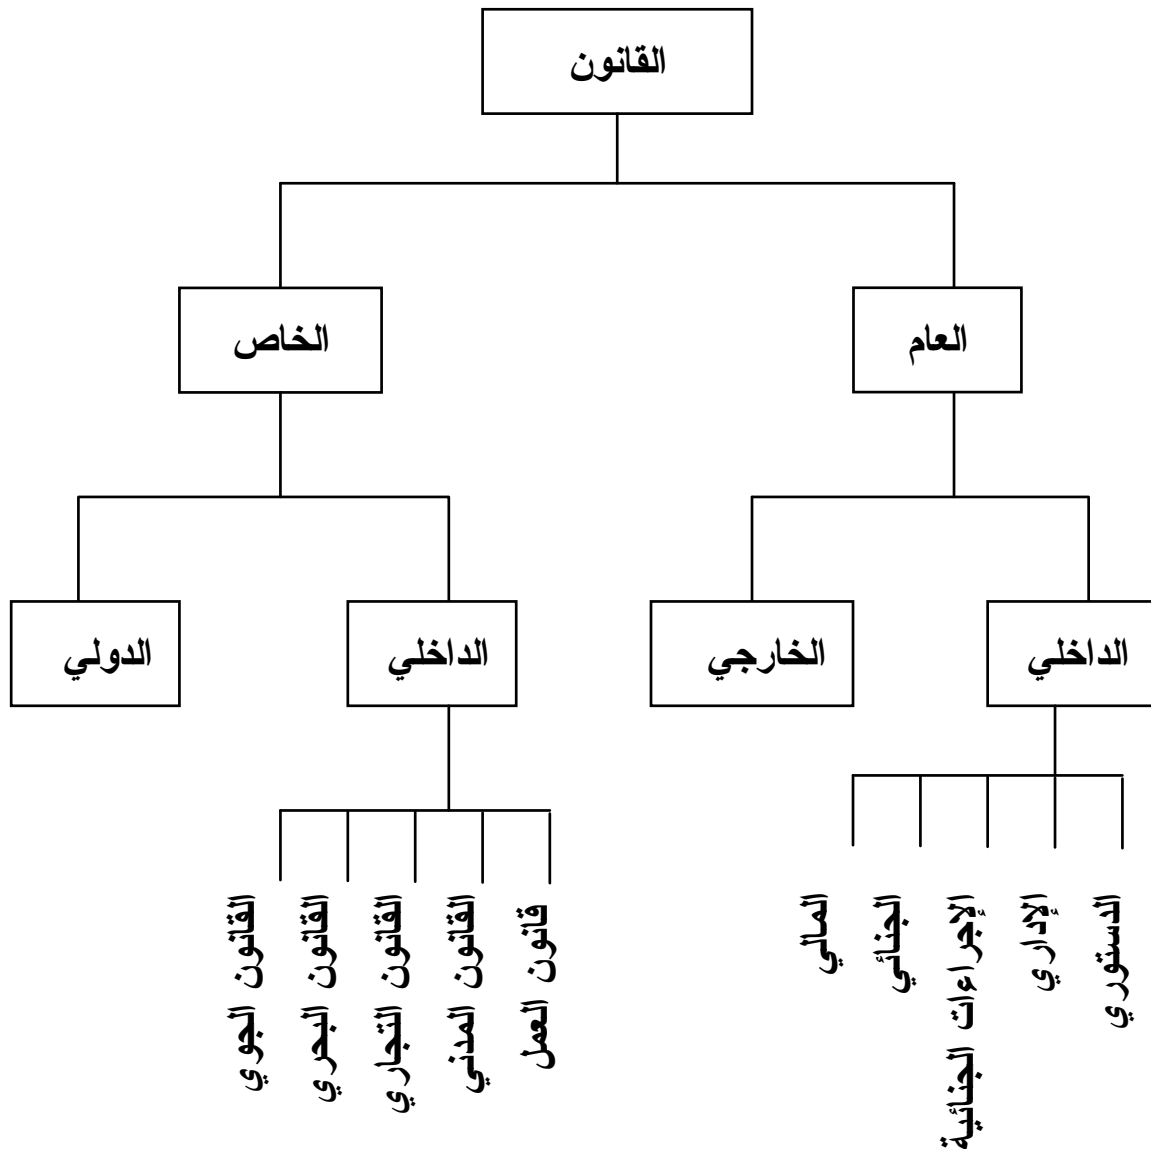 القانون
العام
الخاص
الداخلي
الخارجي
الداخلي
الدولي
الدستوري
الإداري
الإجراءات الجنائية
الجنائي
المالي
قانون العمل
القانون المدني
القانون التجاري
القانون البحري
القانون الجوي